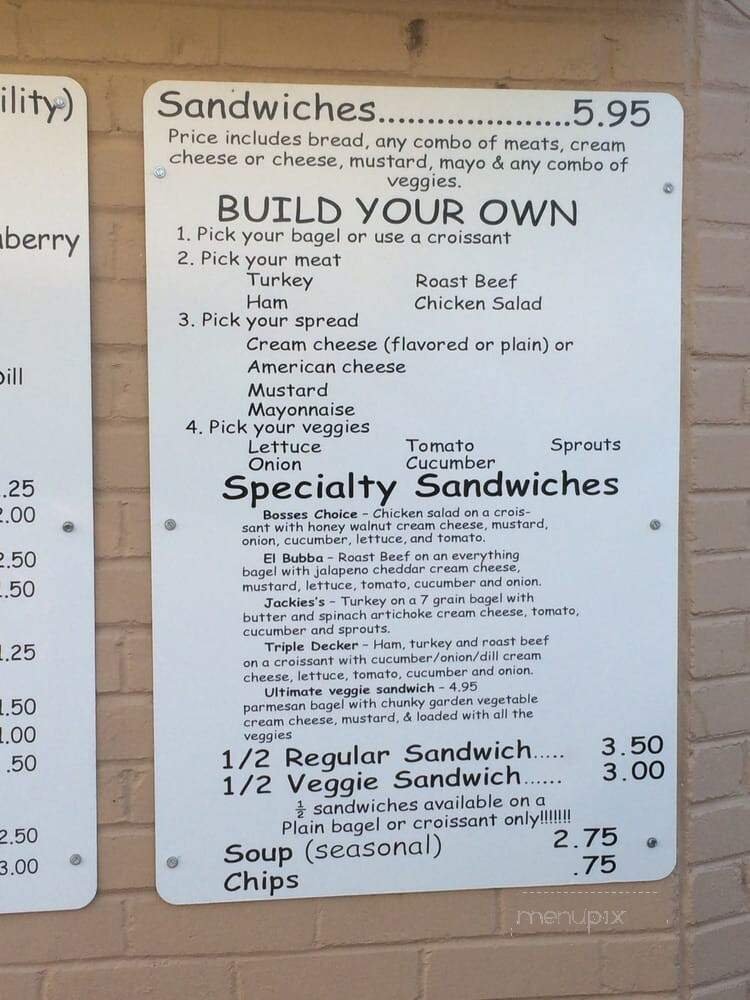 ility)
berry
ill
.25
2.00
2.50
.50
.25
.50
.00
.50
2.50
3.00
Sandwiches......................5.95
Price includes bread, any combo of meats, cream
cheese or cheese, mustard, mayo & any combo of
veggies.
BUILD YOUR OWN
1. Pick your bagel or use a croissant
2. Pick your meat
Turkey Roast Beef
Ham Chicken Salad
3. Pick your spread
Cream cheese (flavored or plain) or
American cheese
Mustard
Mayonnaise
4. Pick your veggies
Lettuce Tomato Sprouts
Onion Cucumber
Specialty Sandwiches
Bosses Choice - Chicken salad on a crois-
sant with honey walnut cream cheese, mustard,
onion, cucumber, lettuce, and tomato.
El Bubba - Roast Beef on an everything
bagel with jalapeno cheddar cream cheese,
mustard, lettuce, tomato, cucumber and onion.
Jackies's - Turkey on a 7 grain bagel with
butter and spinach artichoke cream cheese, tomato,
cucumber and sprouts.
Triple Decker - Ham, turkey and roast beef
on a croissant with cucumber/onion/dill cream
cheese, lettuce, tomato, cucumber and onion.
Ultimate veggie sandwich - 4.95
parmesan bagel with chunky garden vegetable
cream cheese, mustard, & loaded with all the
veggies
1/2 Regular Sandwich..... 3.50
1/2 Veggie Sandwich...... 3.00
½ sandwiches available on a
Plain bagel or croissant only!!!!!!!
Soup (seasonal) 2.75
Chips .75
menupix